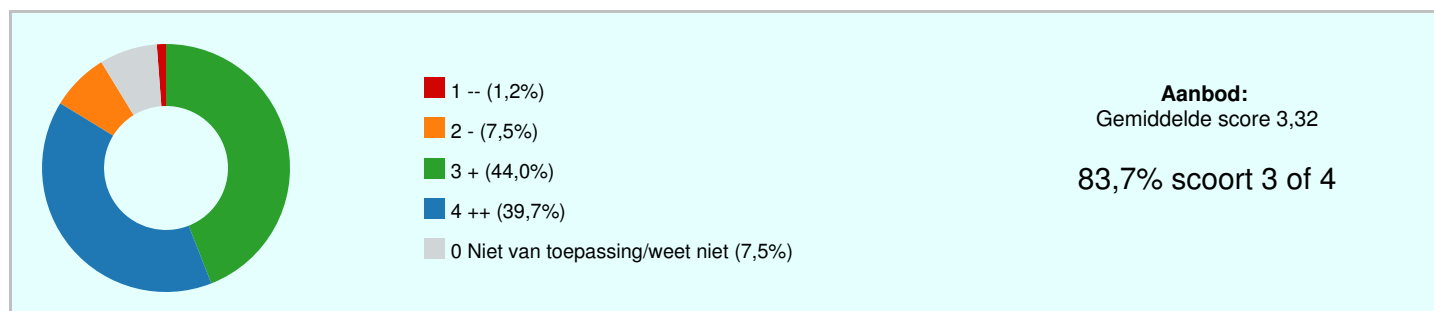 1 -- (1,2%)
2 - (7,5%)
3 + (44,0%)
4 ++ (39,7%)
0 Niet van toepassing/weet niet (7,5%)
Aanbod:
Gemiddelde score 3,32
83,7% scoort 3 of 4